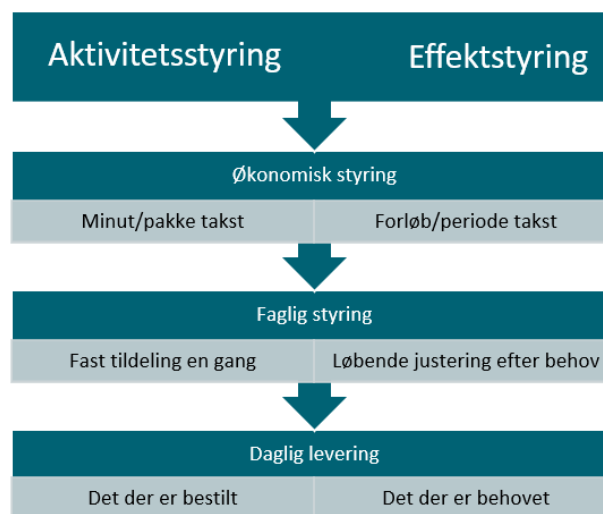 Aktivitetsstyring Effektstyring
Økonomisk styring
Minut/pakke takst Forløb/periode takst
Faglig styring
Fast tildeling en gang Løbende justering efter behov
Daglig levering
Det der er bestilt Det der er behovet